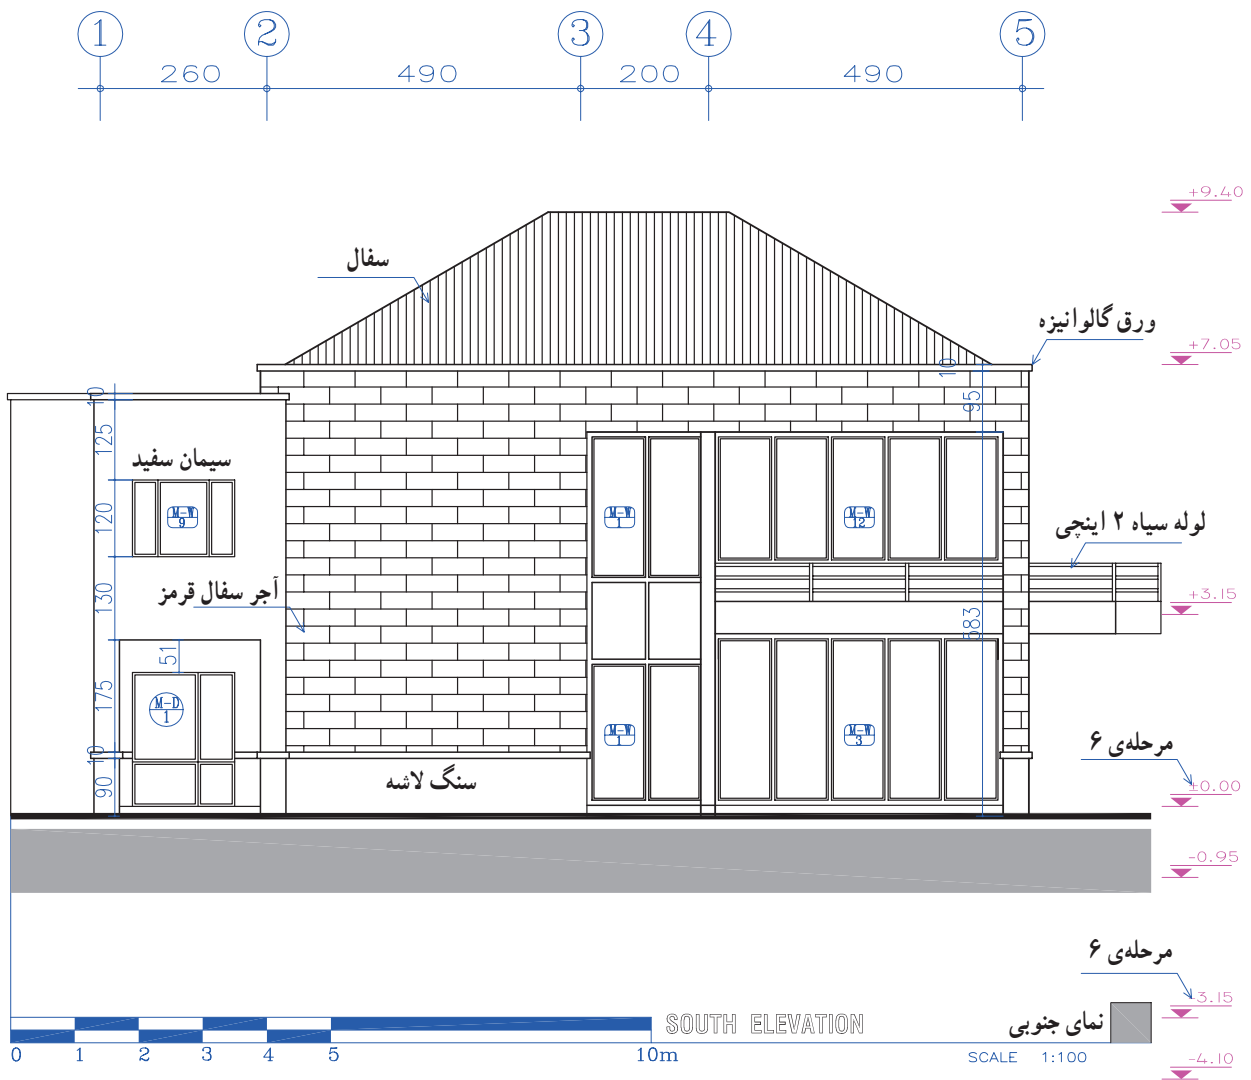 1 2 3 4 5
260 490 200 490
+9.40
سفال
ورق گالوانیزه
+7.05
10
95
10
125
سیمان سفید
M-W
9
M-W
1
M-W
12
120
لوله سیاه ۲ اینچی
آجر سفال قرمز
130
+3.15
583
51
175
M-D
1
M-W
1
M-W
3
مرحله‌ی ۶
10
90
سنگ لاشه
±0.00
-0.95
مرحله‌ی ۶
-3.15
SOUTH ELEVATION
نمای جنوبی
0 1 2 3 4 5 10m
SCALE 1:100
-4.10